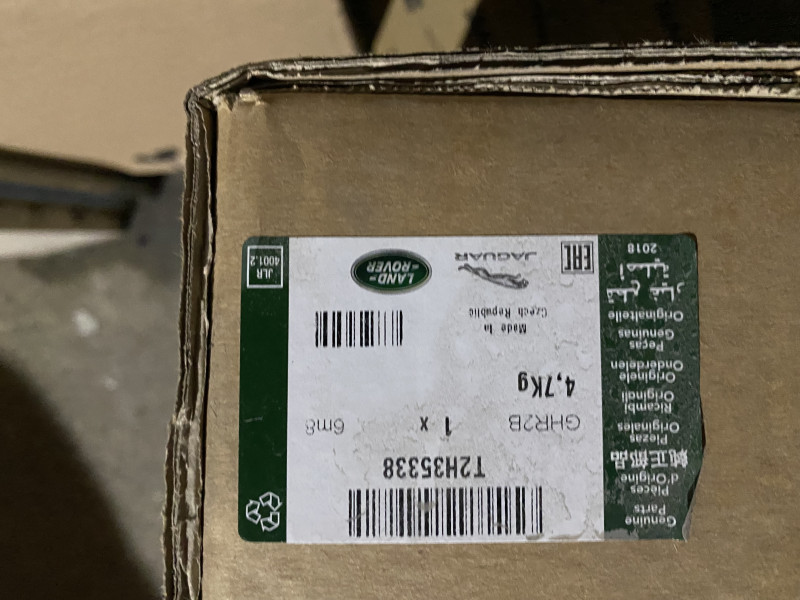 Genuine
Parts
Pièces
d'Origine
純正部品
Piezas
Originales
Ricambi
Originali
Originele
Onderdelen
Peças
Genuinas
Originalteile
2018
T2H35338
GHR2B 1 x 6m8
4,7Kg
Made in
Czech Republic
EAC
JAGUAR
LAND-
-ROVER
JLR
4001.2